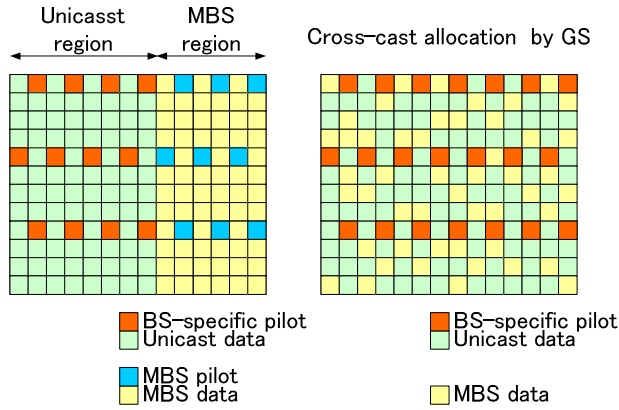 Unicasst region
MBS region
Cross-cast allocation by GS
BS-specific pilot
Unicast data
MBS pilot
MBS data
BS-specific pilot
Unicast data
MBS data